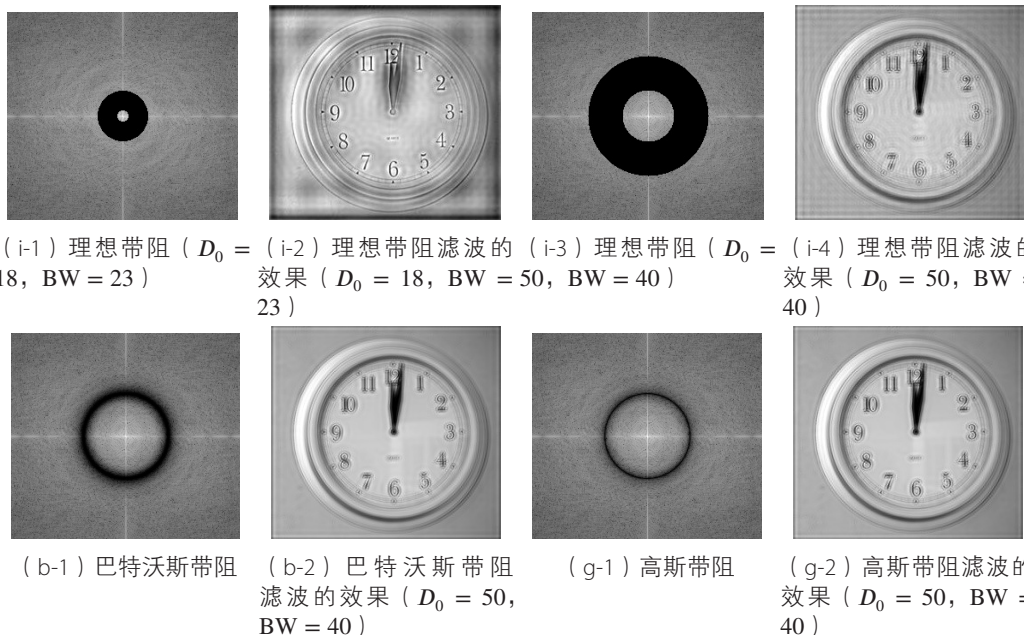 （i-1）理想带阻（D₀ =
18，BW = 23）
（i-2）理想带阻滤波的
效果（D₀ = 18，BW =
23）
（i-3）理想带阻（D₀ =
50，BW = 40）
（i-4）理想带阻滤波的
效果（D₀ = 50，BW =
40）
（b-1）巴特沃斯带阻
（b-2）巴特沃斯带阻
滤波的效果（D₀ = 50，
BW = 40）
（g-1）高斯带阻
（g-2）高斯带阻滤波的
效果（D₀ = 50，BW =
40）